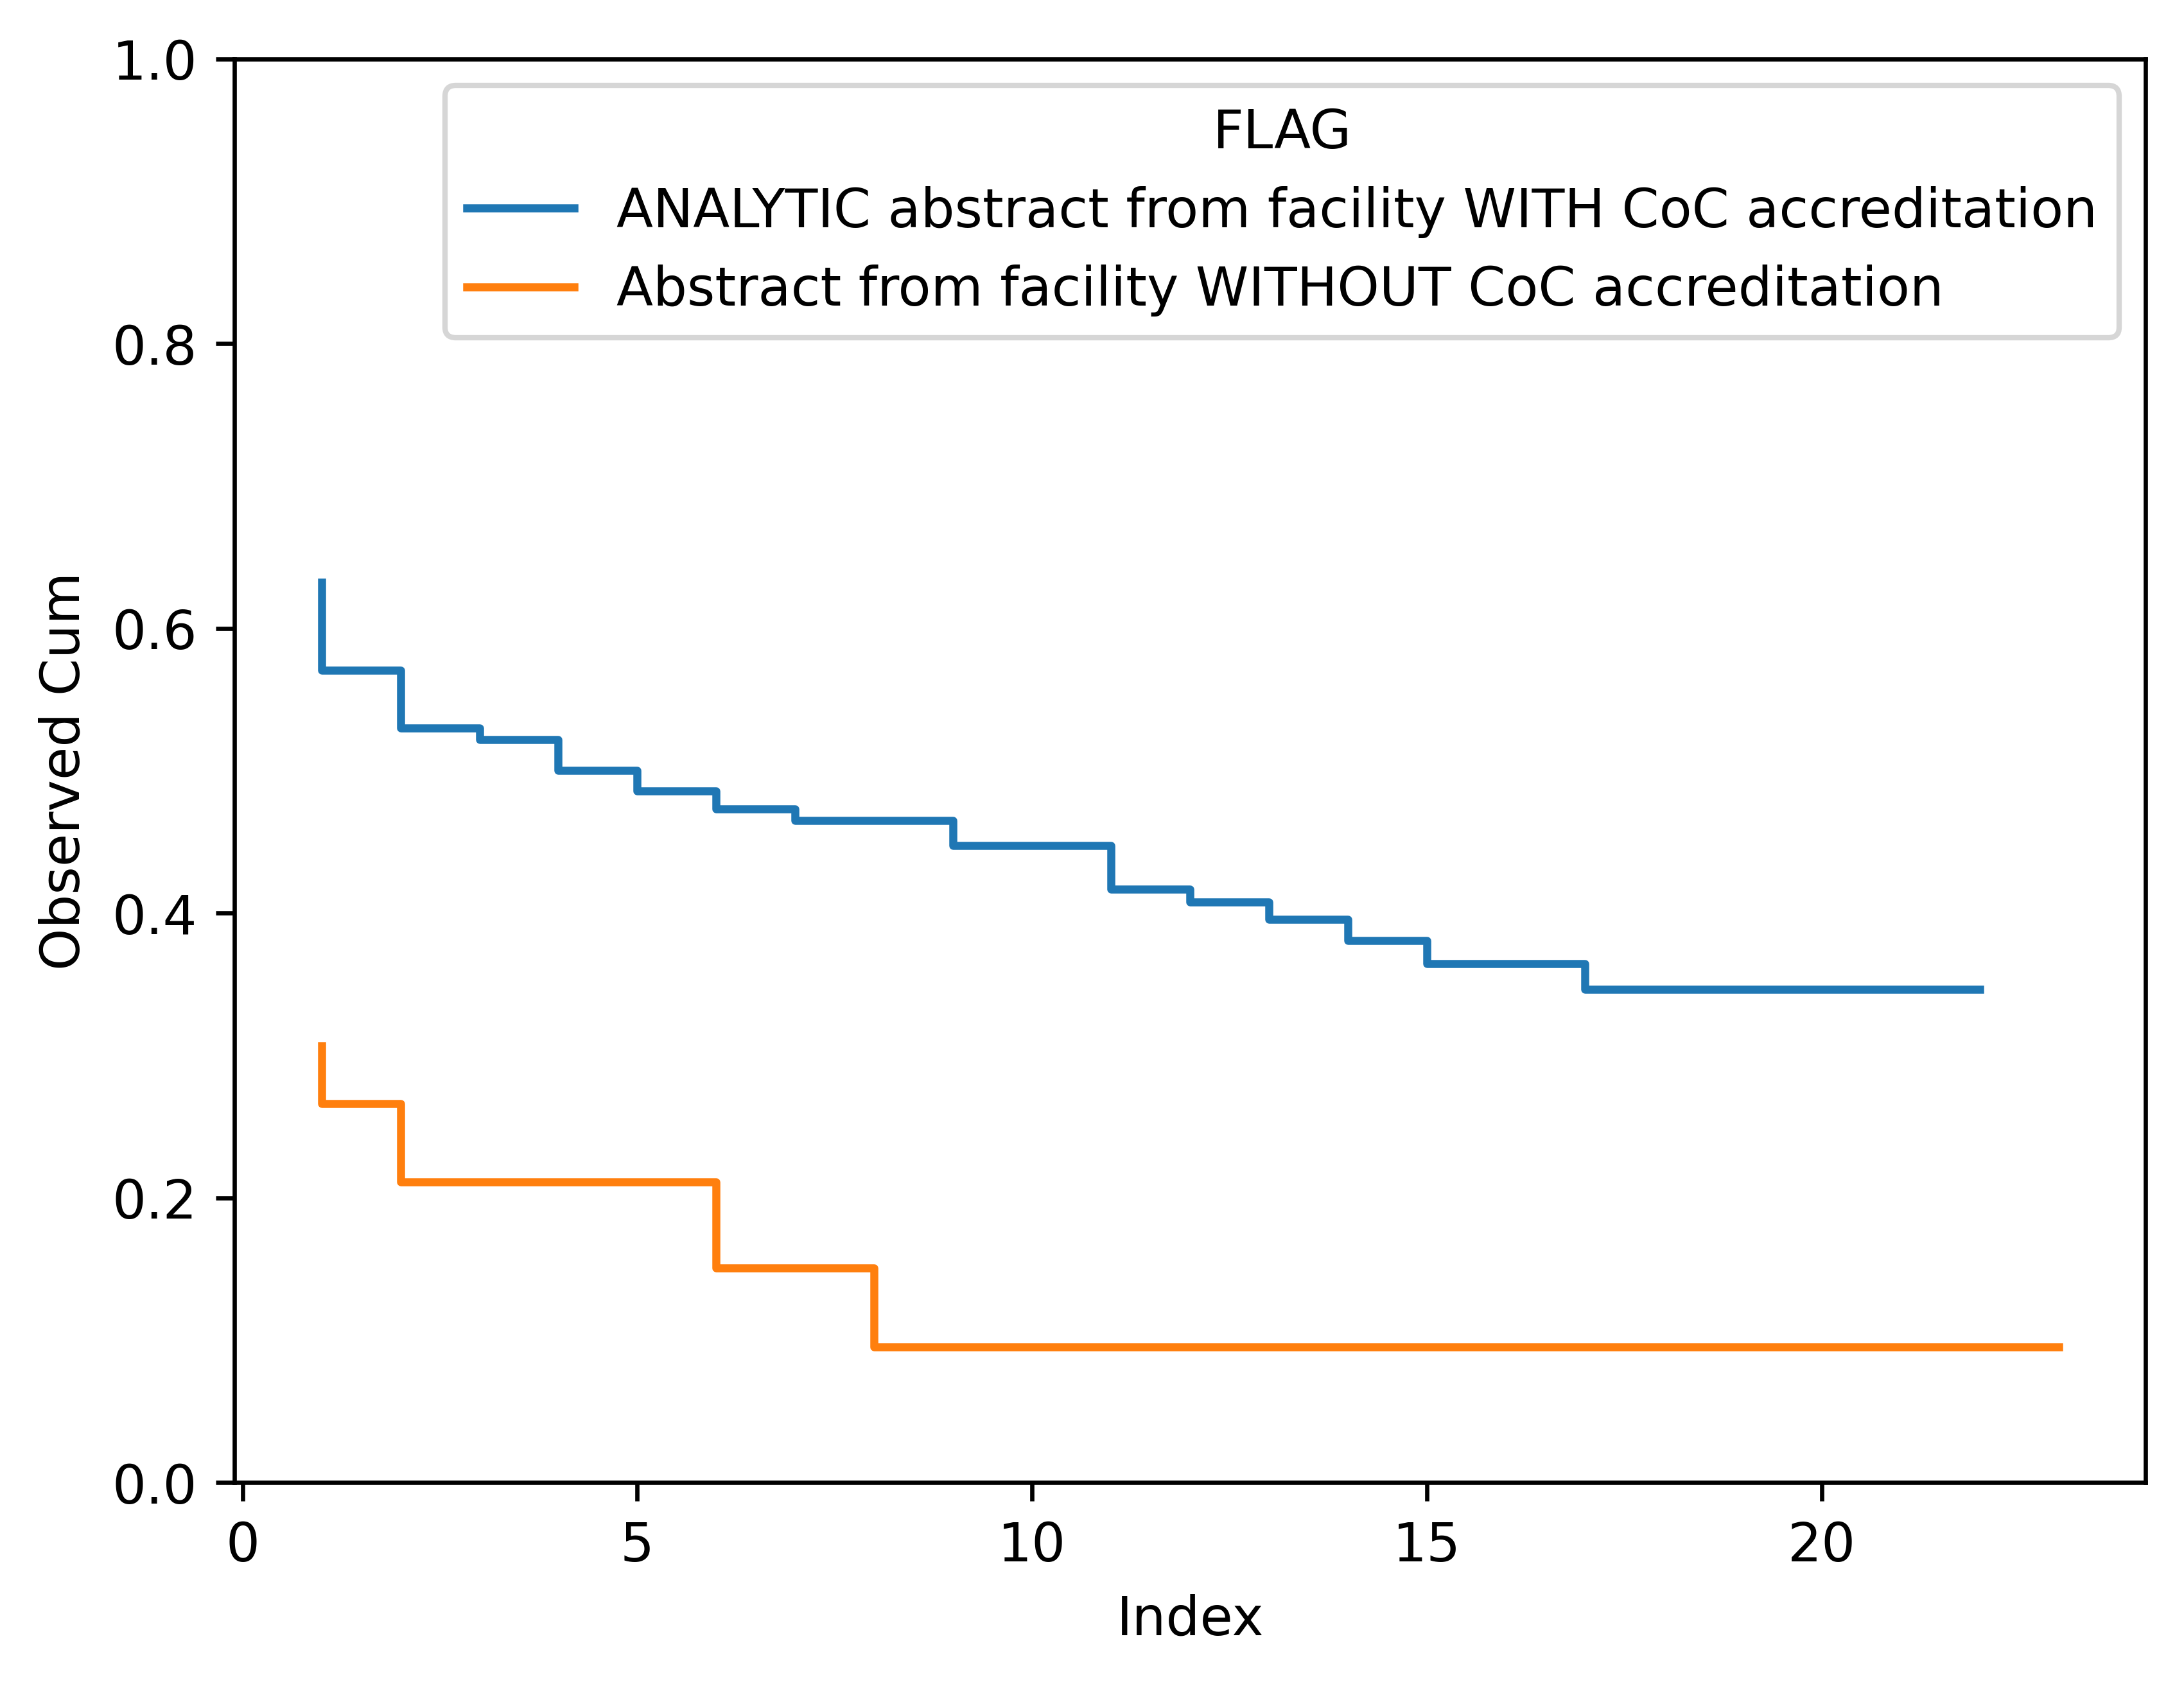 1.0
0.8
0.6
0.4
0.2
0.0
Observed Cum
FLAG
ANALYTIC abstract from facility WITH CoC accreditation
Abstract from facility WITHOUT CoC accreditation
0 5 10 15 20
Index